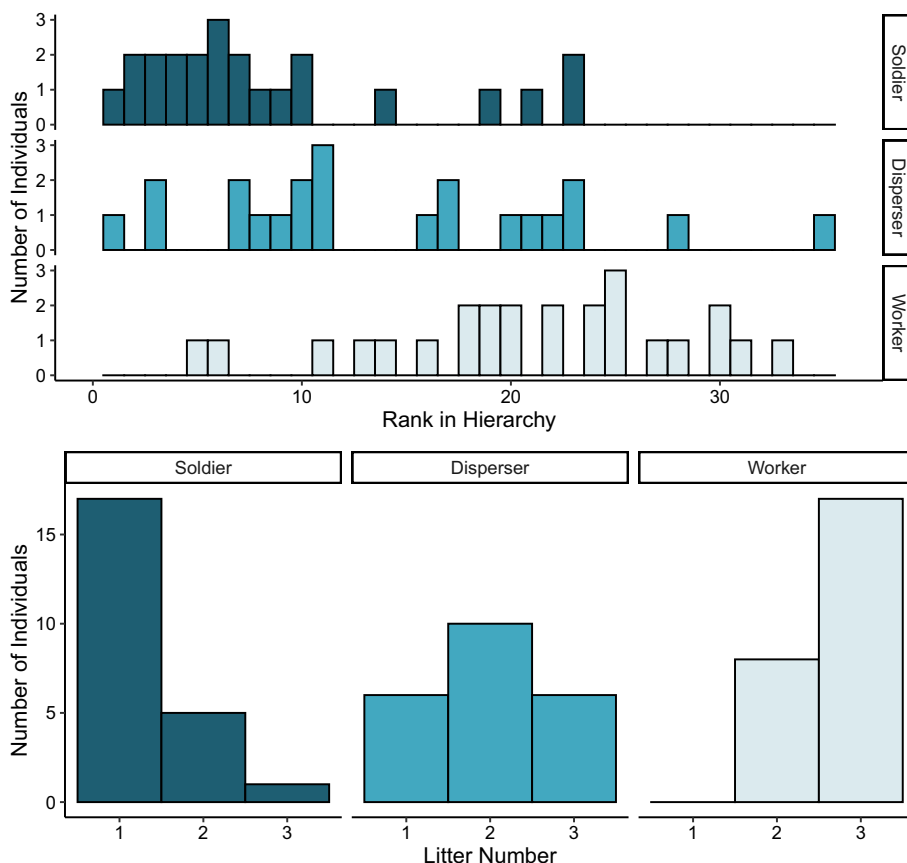 Number of Individuals
3
2
1
0
Soldier
3
2
1
0
Disperser
3
2
1
0
Worker
0 10 20 30
Rank in Hierarchy
Soldier Disperser Worker
Number of Individuals
15
10
5
0
1 2 3 1 2 3 1 2 3
Litter Number